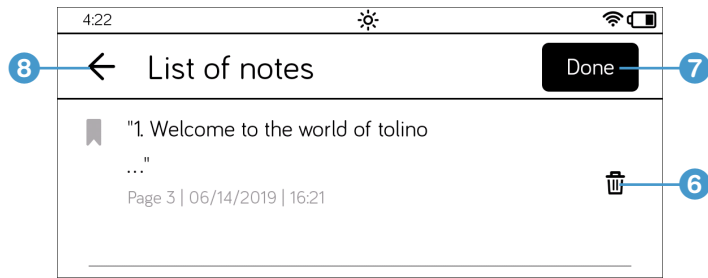 4:22
8
List of notes
Done
7
"1. Welcome to the world of tolino
..."
Page 3 | 06/14/2019 | 16:21
6